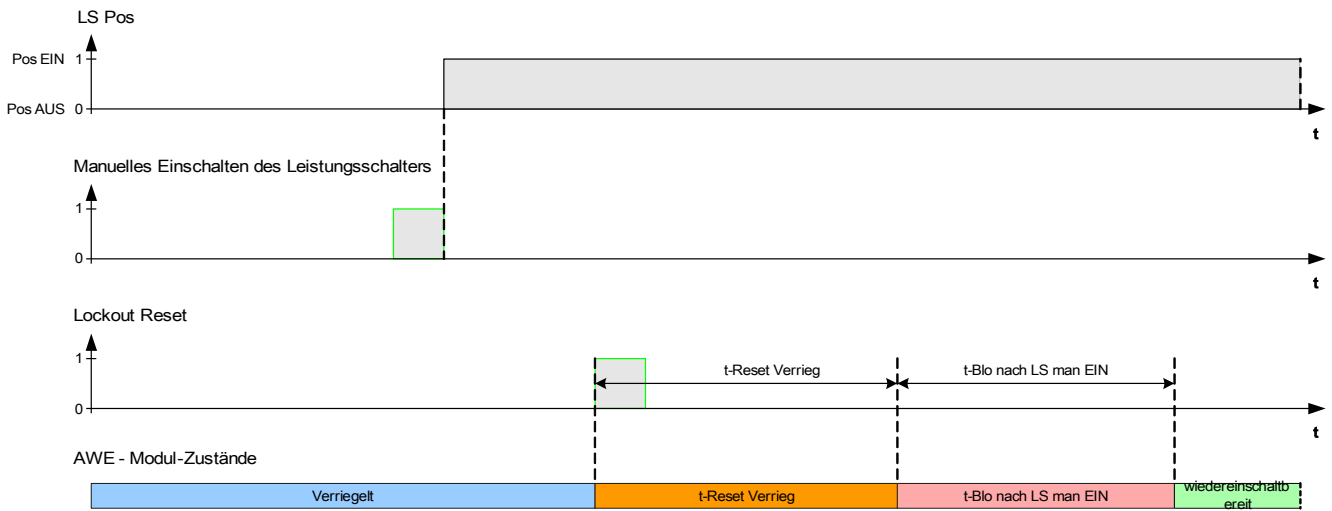 LS Pos
Pos EIN 1
Pos AUS 0
t
Manuelles Einschalten des Leistungsschalters
1
0
t
Lockout Reset
1
t-Reset Verrieg t-Blo nach LS man EIN
0
t
AWE - Modul-Zustände
Verriegelt t-Reset Verrieg t-Blo nach LS man EIN wiedereinschaltb
ereit